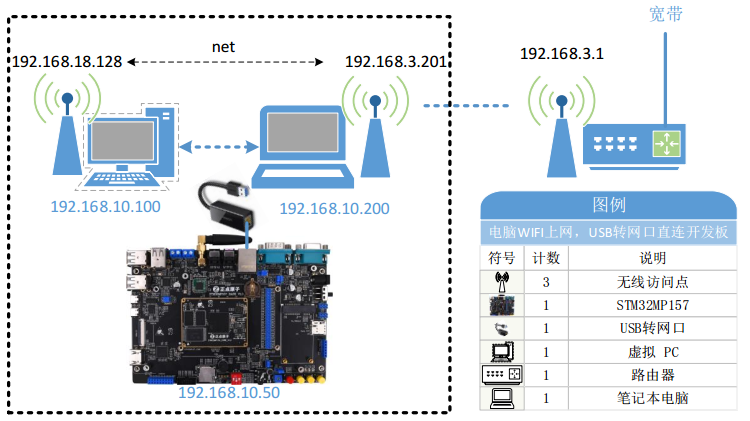 宽带
net
192.168.18.128
192.168.3.201
192.168.3.1
192.168.10.100
192.168.10.200
192.168.10.50
图例
电脑WIFI上网，USB转网口直连开发板
符号 计数 说明
3 无线访问点
1 STM32MP157
1 USB转网口
1 虚拟 PC
1 路由器
1 笔记本电脑